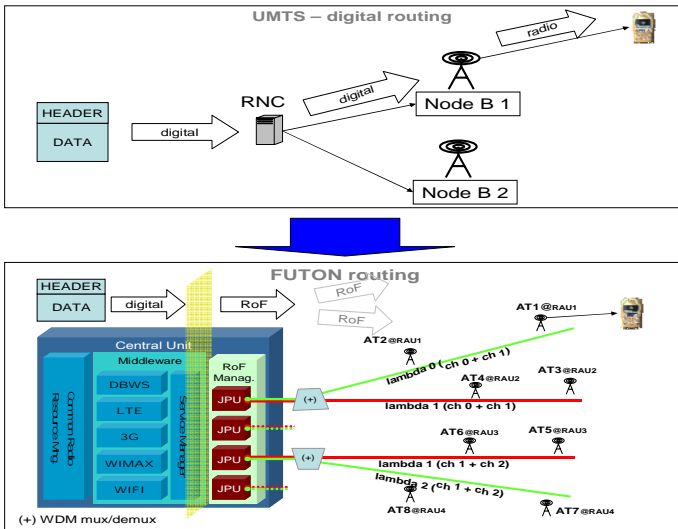 UMTS – digital routing
radio
RNC
digital
HEADER
DATA
digital
Node B 1
Node B 2
FUTON routing
HEADER
DATA
digital
RoF
RoF
RoF
AT1@RAU1
AT2@RAU1
lambda 0 ( ch 0 + ch 1)
AT4@RAU2
AT3@RAU2
lambda 1 (ch 0 + ch 1)
Central Unit
Middleware
RoF
Manag.
Common Radio
Resource Mng.
DBWS
LTE
3G
WIMAX
WIFI
Service Manager
JPU
JPU
JPU
JPU
(+)
(+)
AT6@RAU3
AT5@RAU3
lambda 1 (ch 1 + ch 2)
lambda 2 (ch 1 + ch 2)
AT8@RAU4
AT7@RAU4
(+) WDM mux/demux